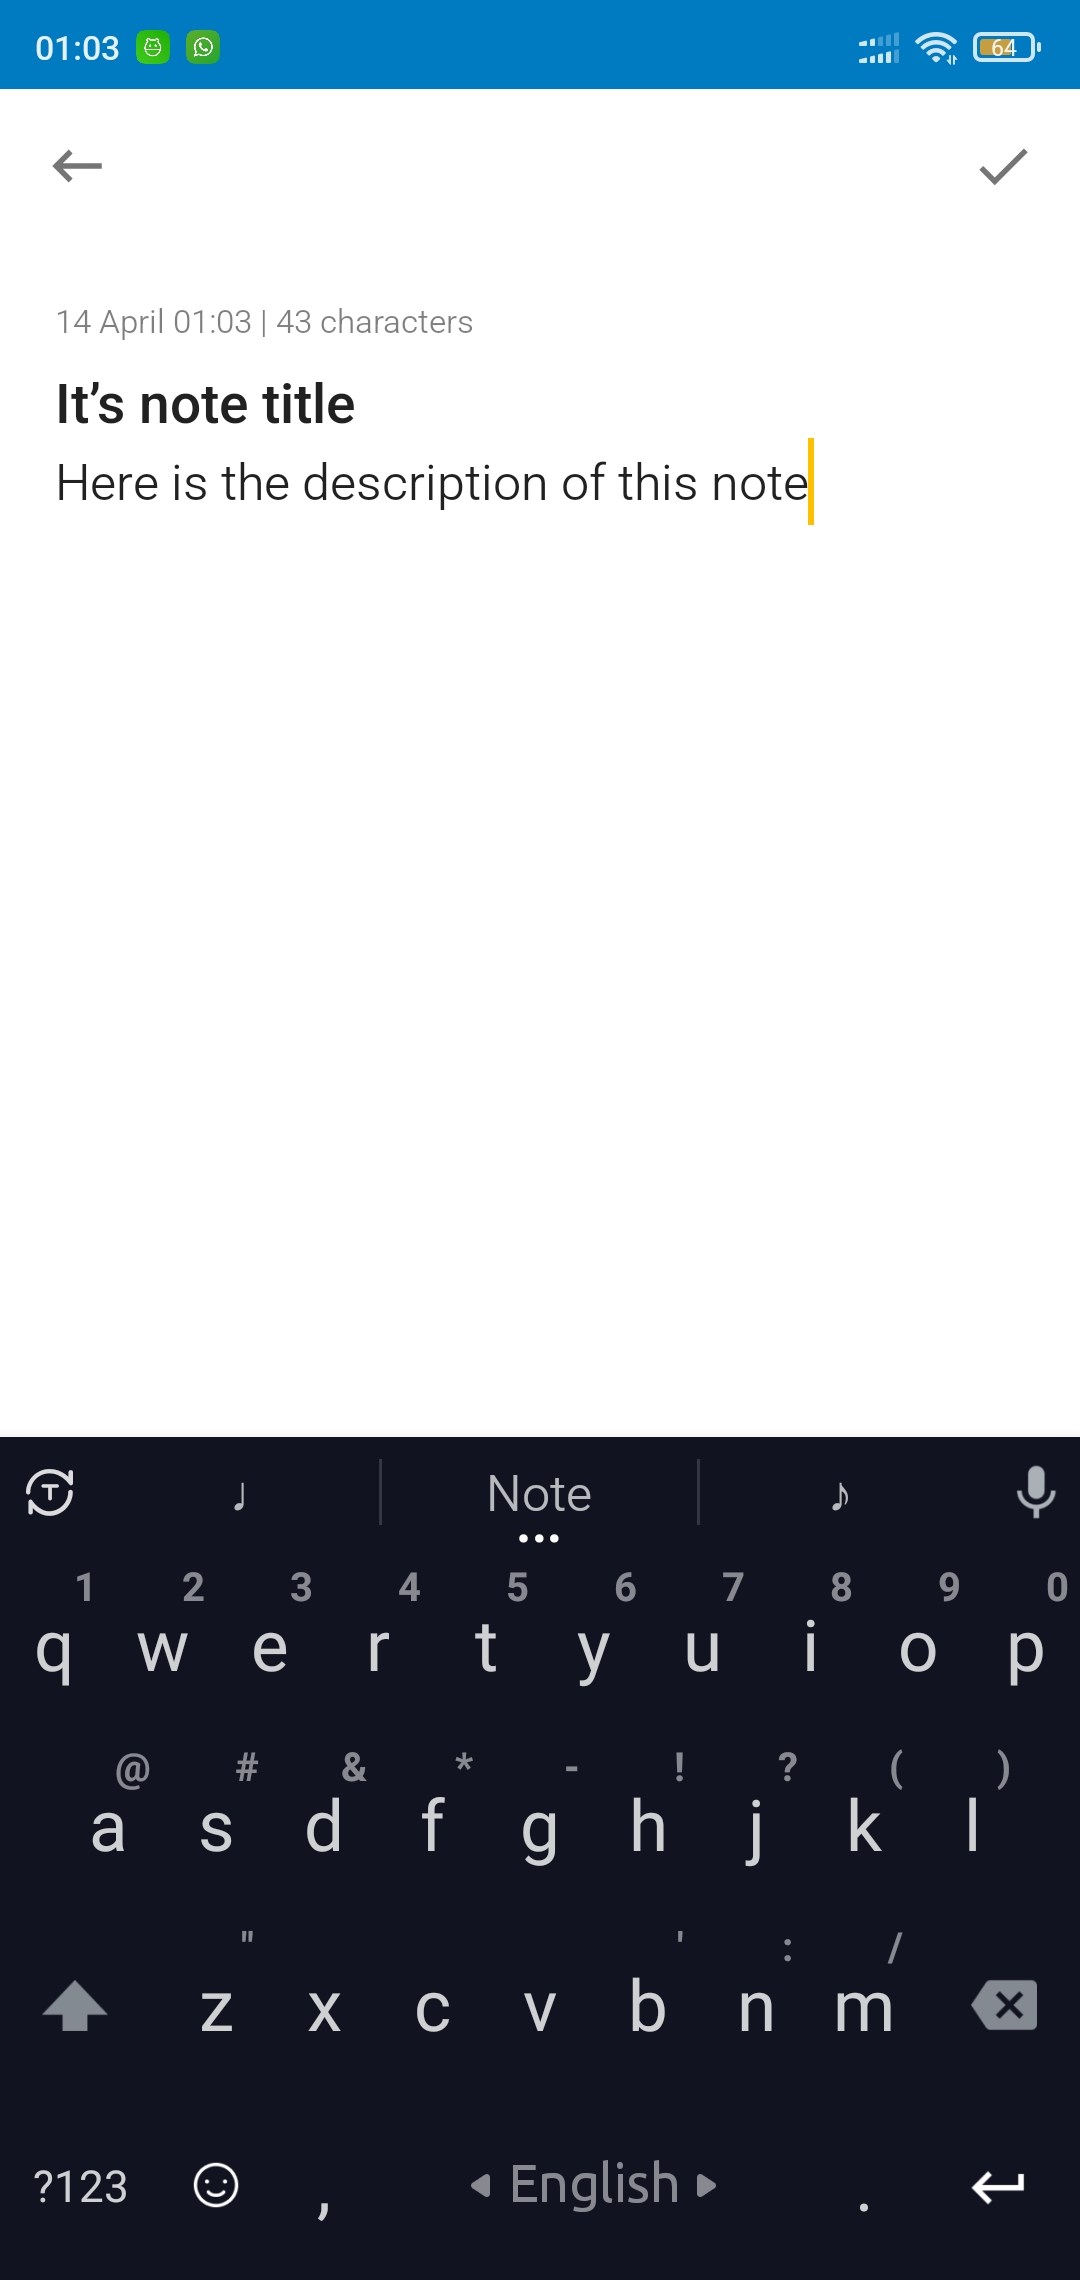 01:03 64
14 April 01:03 | 43 characters
It’s note title
Here is the description of this note
♩ Note ♪
1 2 3 4 5 6 7 8 9 0
q w e r t y u i o p
@ # & * - ! ? ( )
a s d f g h j k l
" ' : /
z x c v b n m
?123 , English .